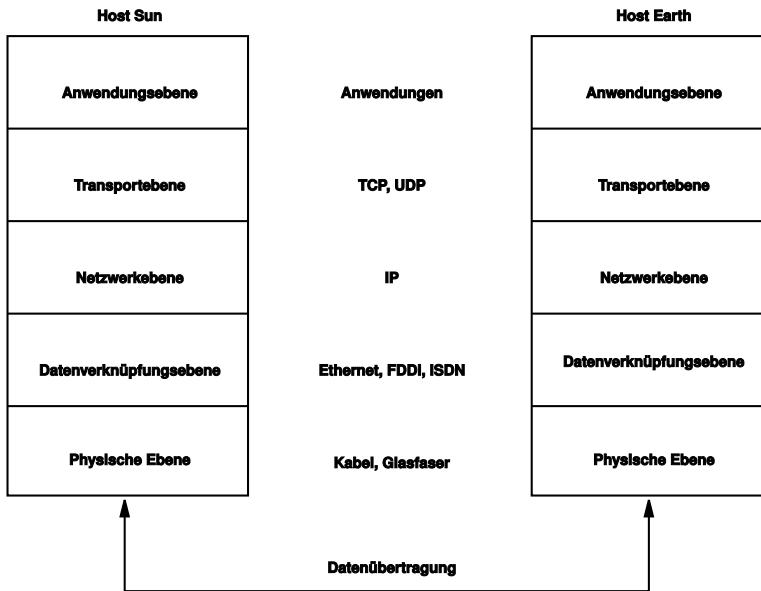 Host Sun
Host Earth
Anwendungsebene
Anwendungen
Anwendungsebene
Transportebene
TCP, UDP
Transportebene
Netzwerkebene
IP
Netzwerkebene
Datenverknüpfungsebene
Ethernet, FDDI, ISDN
Datenverknüpfungsebene
Physische Ebene
Kabel, Glasfaser
Physische Ebene
Datenübertragung